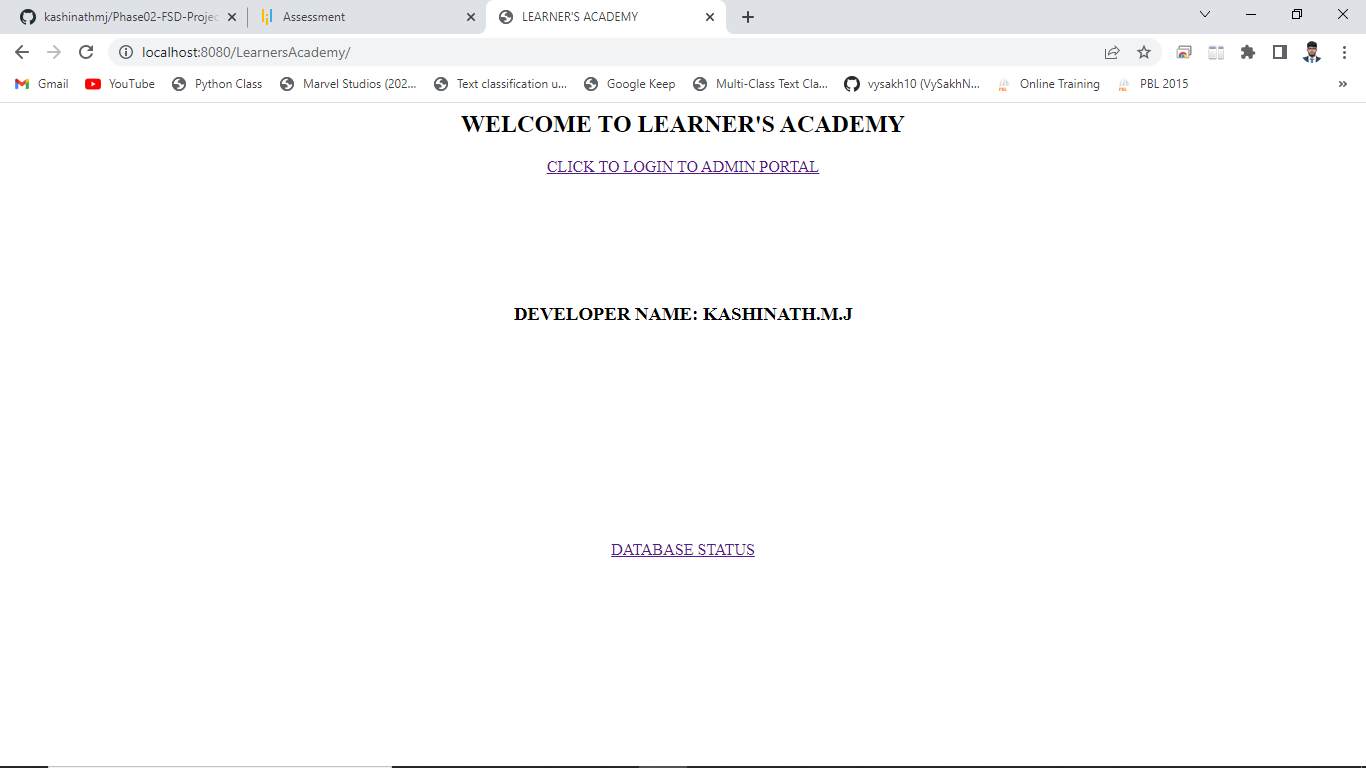 kashinathmj/Phase02-FSD-Projec
Assessment
LEARNER'S ACADEMY
localhost:8080/LearnersAcademy/
Gmail
YouTube
Python Class
Marvel Studios (202...
Text classification u...
Google Keep
Multi-Class Text Cla...
vysakh10 (VySakhN...
Online Training
PBL 2015
»
WELCOME TO LEARNER'S ACADEMY
CLICK TO LOGIN TO ADMIN PORTAL
DEVELOPER NAME: KASHINATH.M.J
DATABASE STATUS